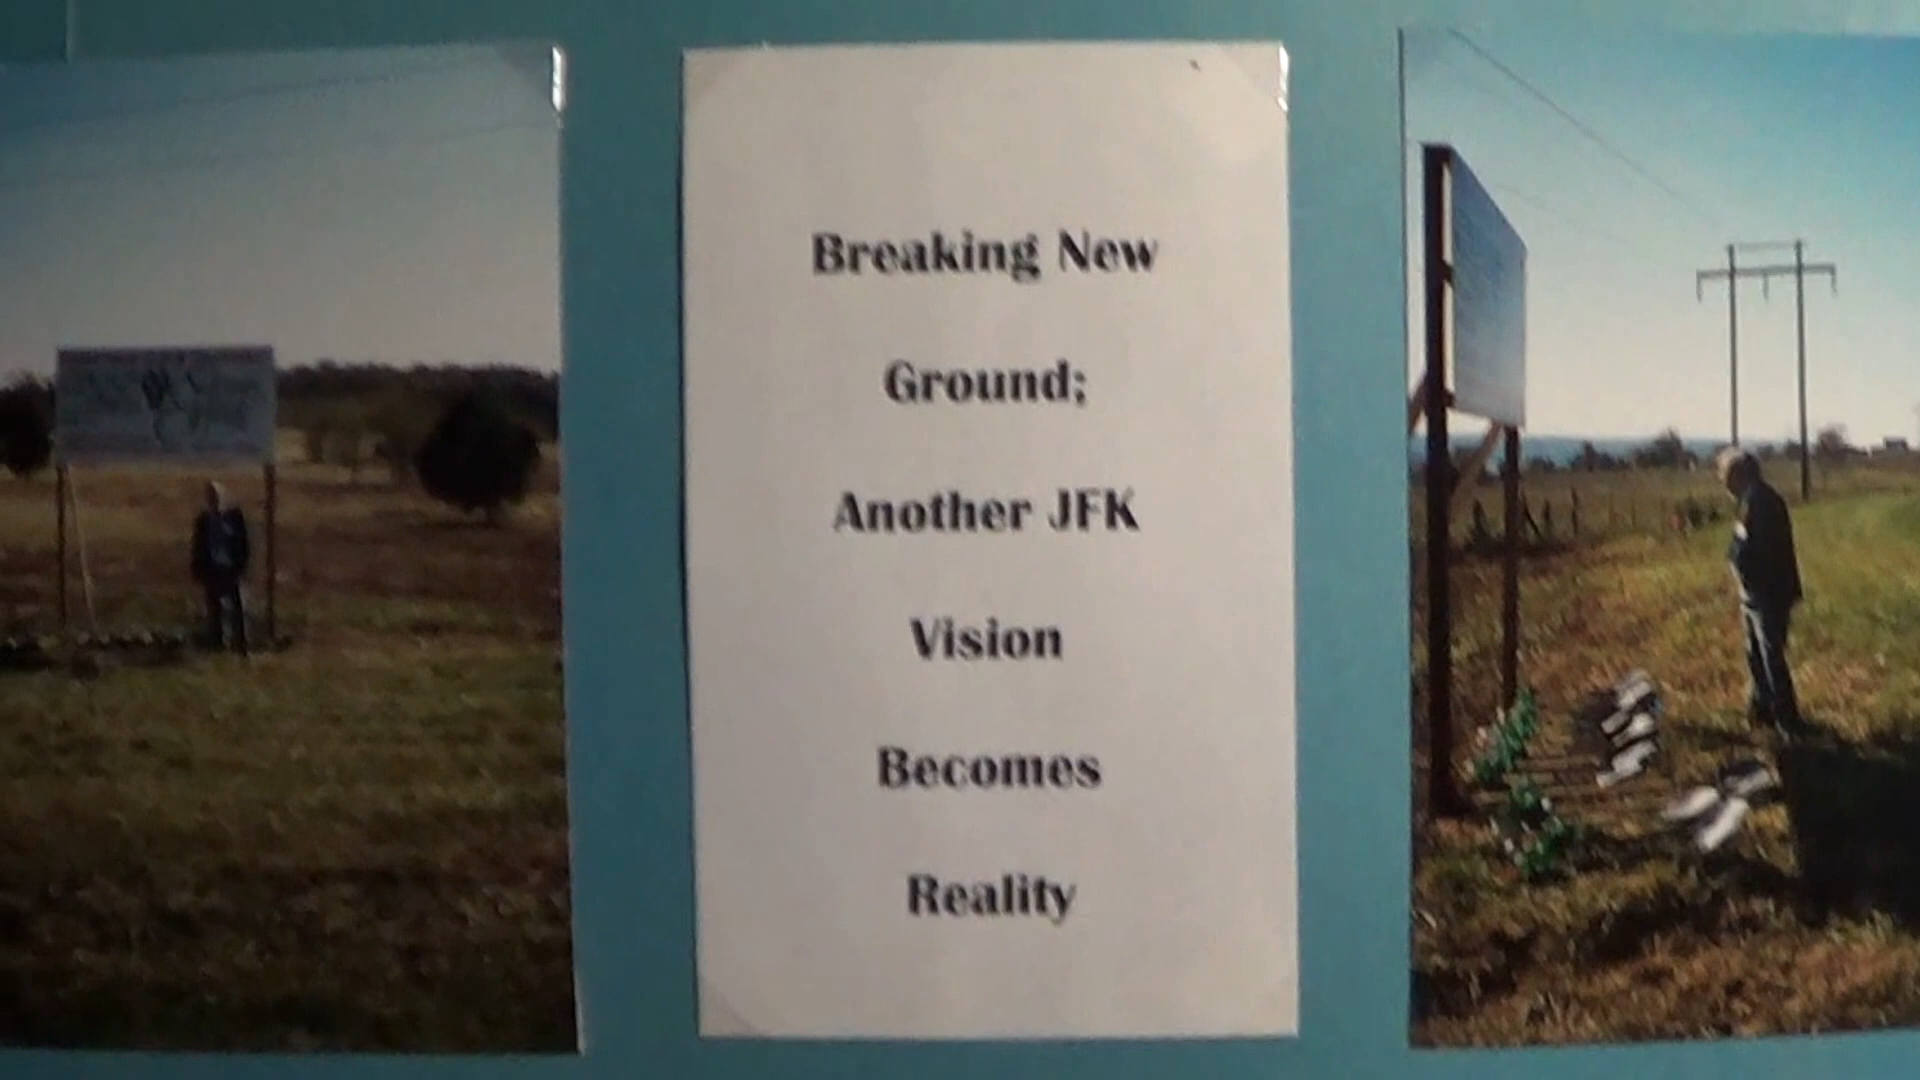 Breaking New
Ground;
Another JFK
Vision
Becomes
Reality